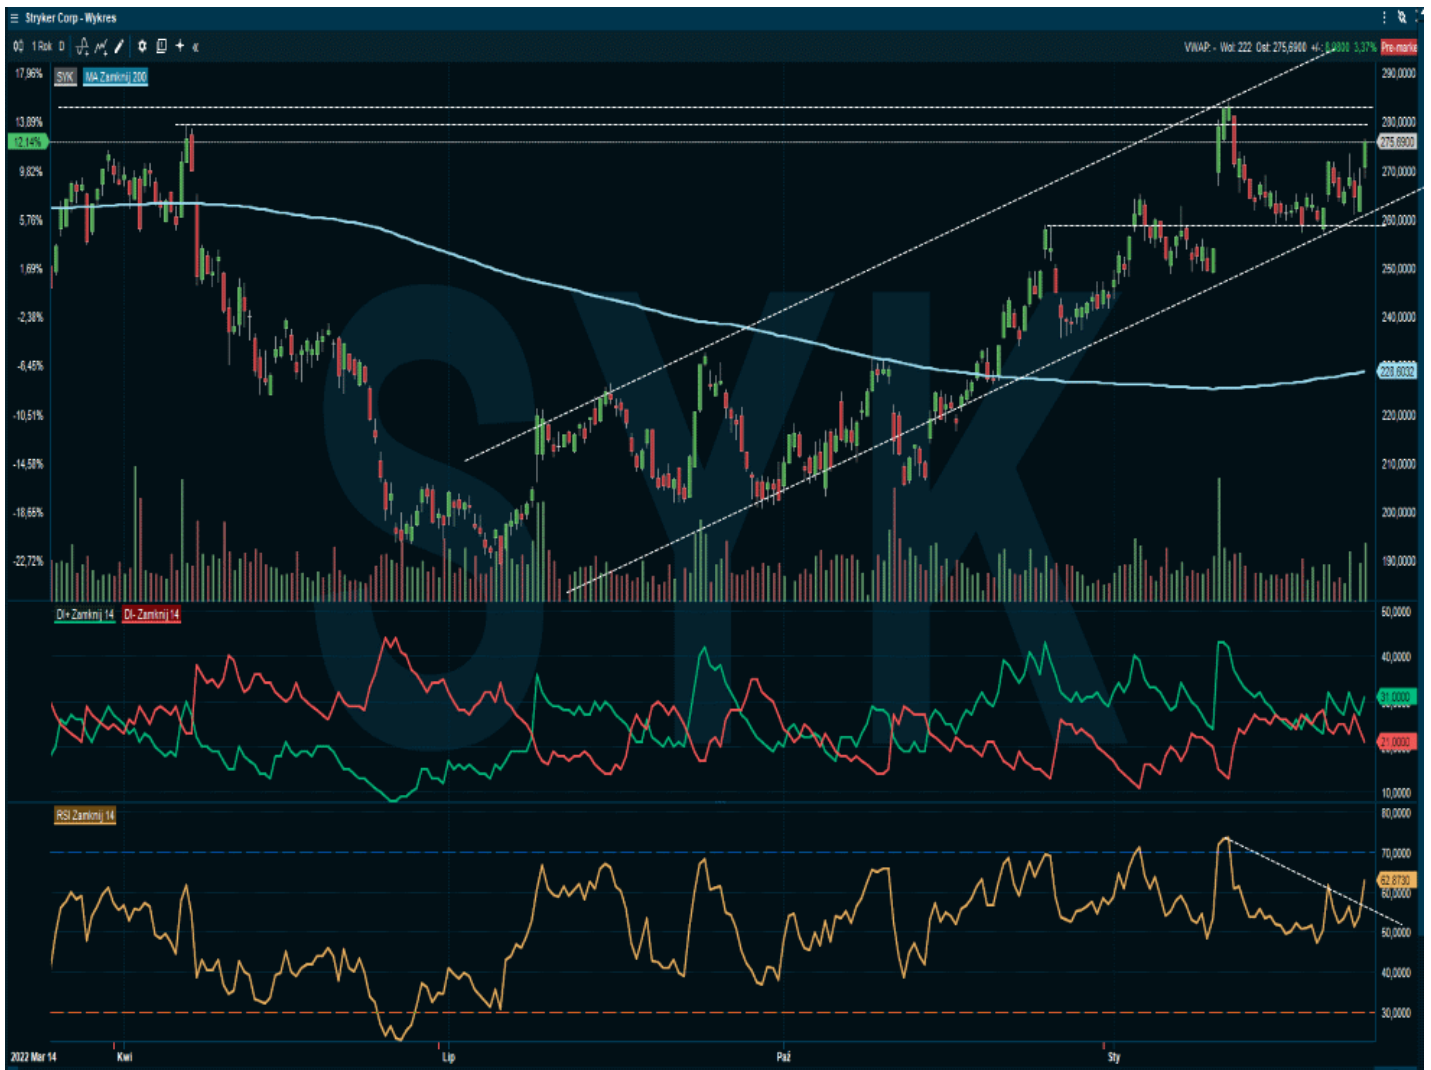 Stryker Corp - Wykres
1 Rok D
VWAP: - Wol: 222 Ost: 275,6900 +/-: 3,37% Pre-marke
17,96%
13,89%
12,14%
9,82%
5,76%
1,69%
-2,38%
-6,45%
-10,51%
-14,58%
-18,65%
-22,72%
SYK
MA Zamknij 200
290,0000
280,0000
275,6900
270,0000
260,0000
250,0000
240,0000
228,6032
220,0000
210,0000
200,0000
190,0000
SYK
DI+ Zamknij 14
DI- Zamknij 14
50,0000
40,0000
31,0000
21,0000
10,0000
RSI Zamknij 14
80,0000
70,0000
62,8730
60,0000
50,0000
40,0000
30,0000
2022 Mar 14
Kwi
Lip
Paź
Sty